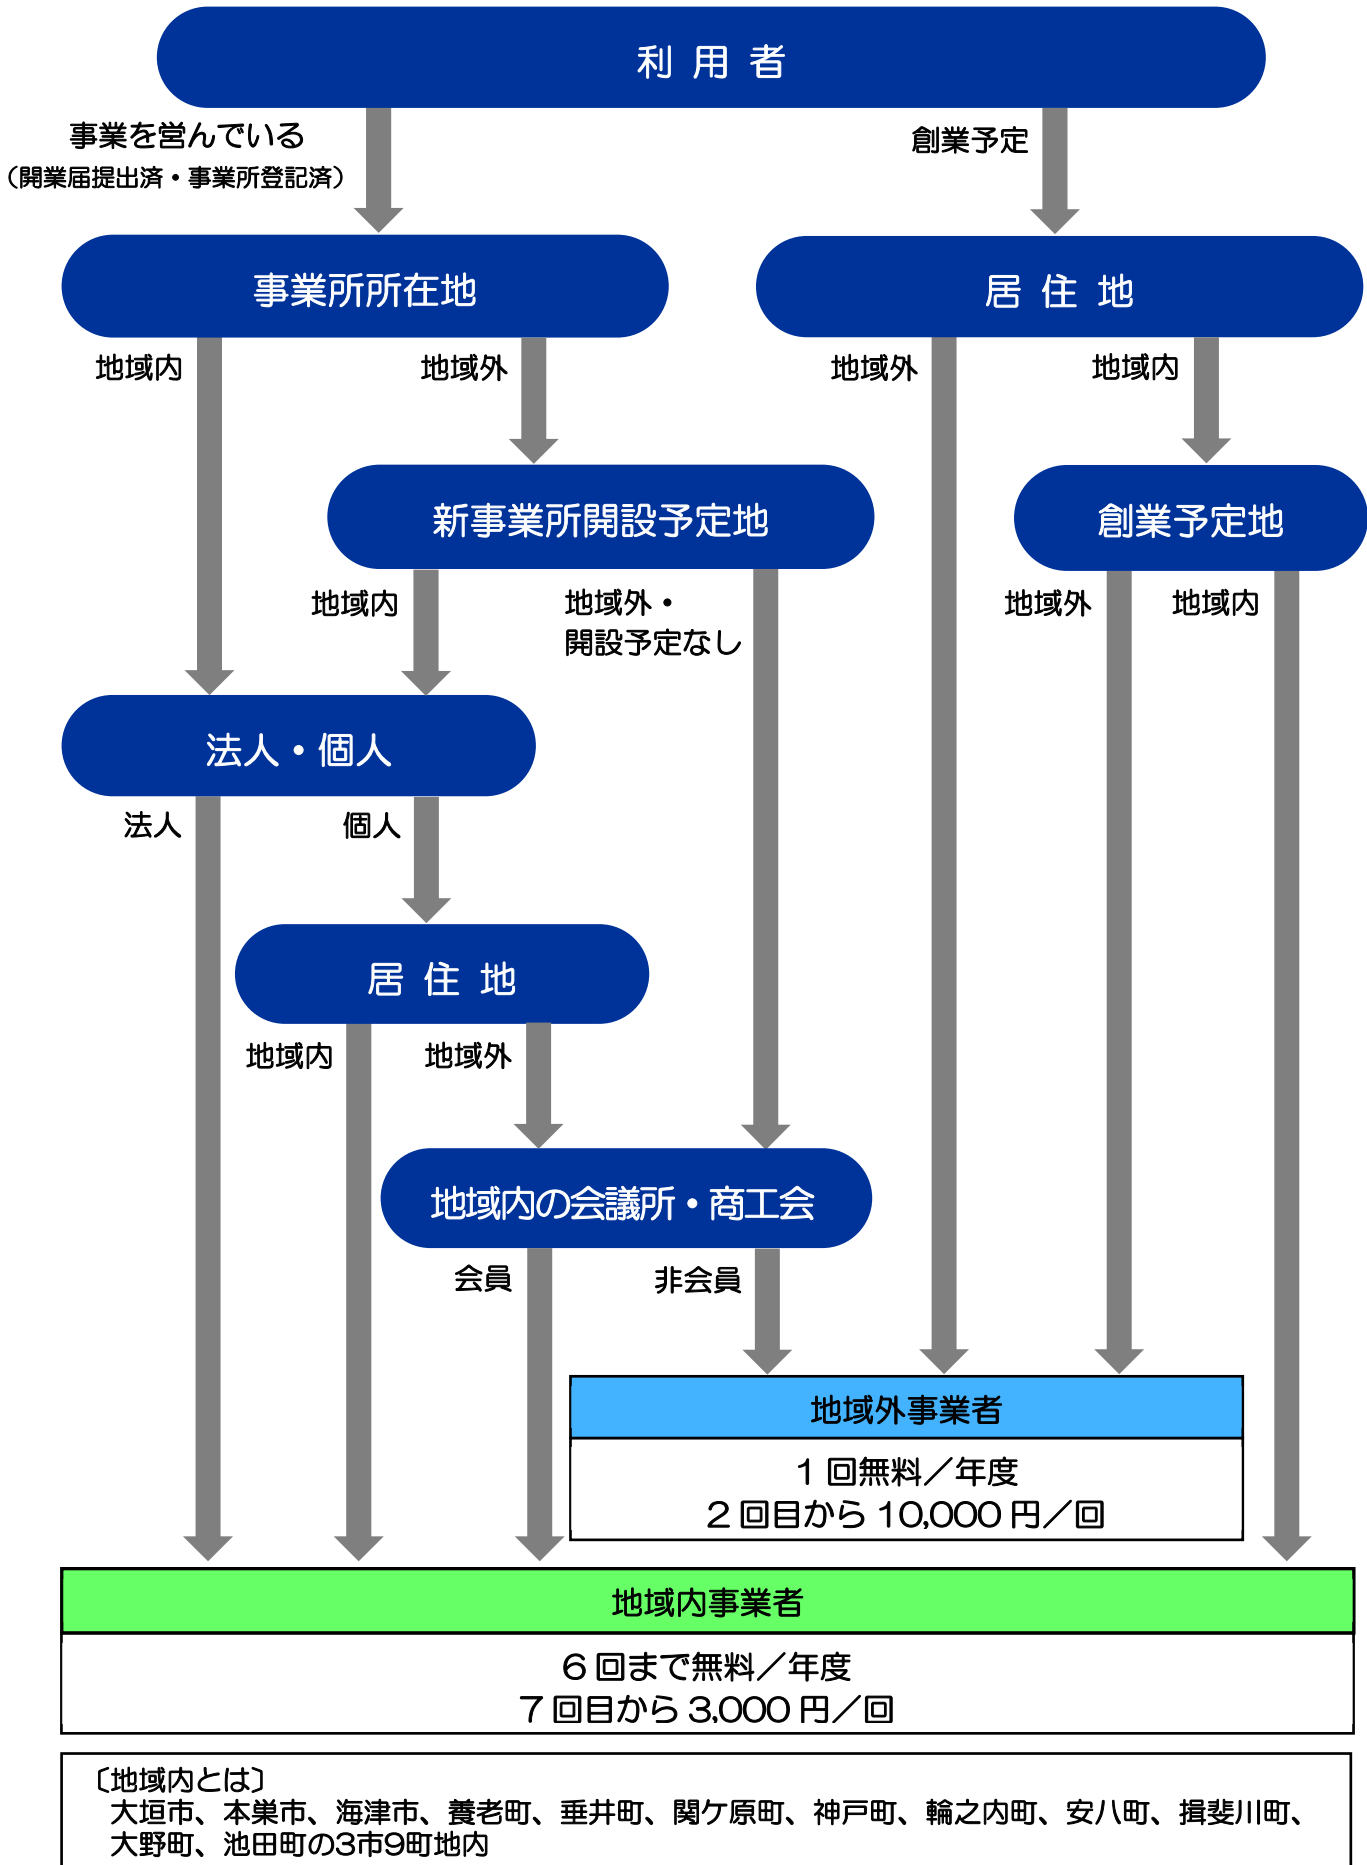 利 用 者
事業を営んでいる
（開業届提出済・事業所登記済）
創業予定
事業所所在地
居 住 地
地域内
地域外
地域外
地域内
新事業所開設予定地
創業予定地
地域内
地域外・
開設予定なし
地域外
地域内
法人・個人
法人
個人
居 住 地
地域内
地域外
地域内の会議所・商工会
会員
非会員
地域外事業者
1 回無料／年度
2 回目から 10,000 円／回
地域内事業者
6 回まで無料／年度
7 回目から 3,000 円／回
〔地域内とは〕
大垣市、本巣市、海津市、養老町、垂井町、関ケ原町、神戸町、輪之内町、安八町、揖斐川町、
大野町、池田町の3市9町地内